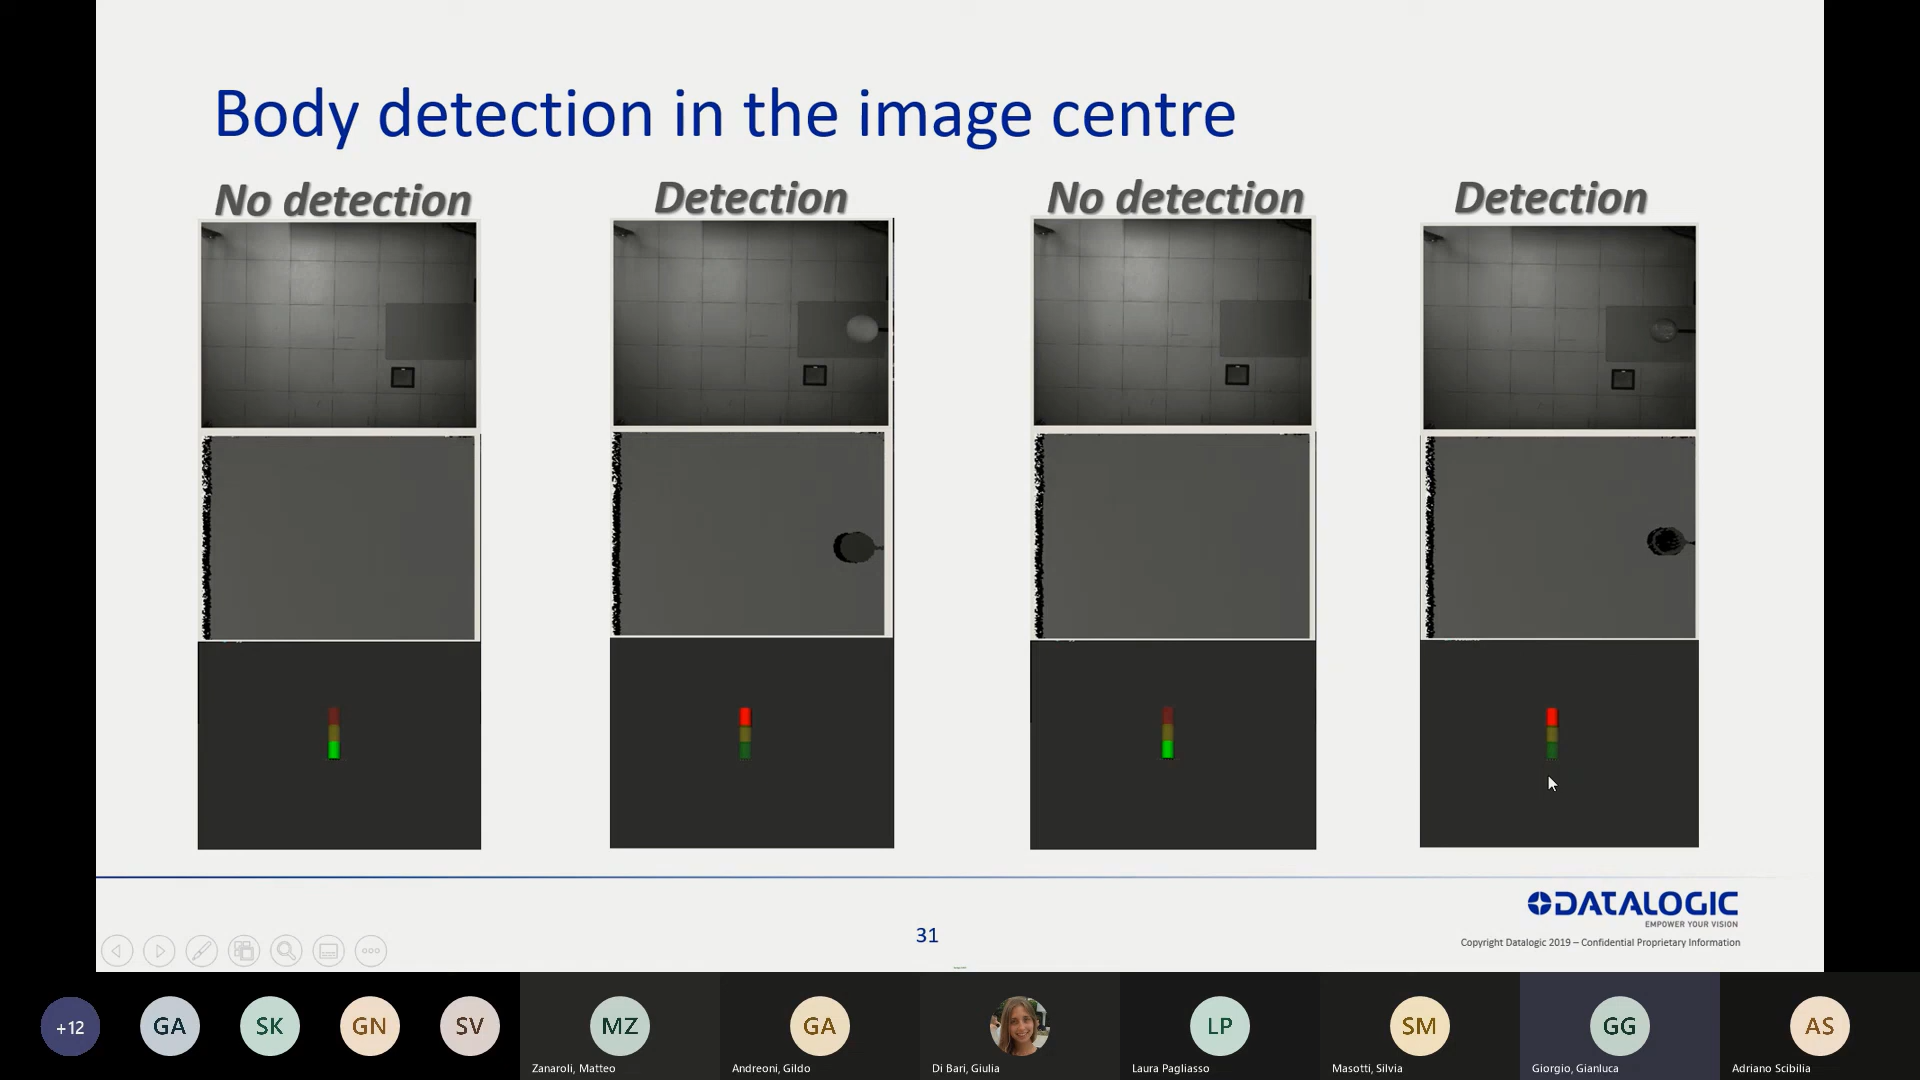 Body detection in the image centre
No detection
Detection
No detection
Detection
DATALOGIC
EMPOWER YOUR VISION
31
Copyright Datalogic 2019 – Confidential Proprietary Information
+12
GA
SK
GN
SV
MZ
GA
LP
SM
GG
AS
Zanaroli, Matteo
Andreoni, Gildo
Di Bari, Giulia
Laura Pagliasso
Masotti, Silvia
Giorgio, Gianluca
Adriano Scibilia